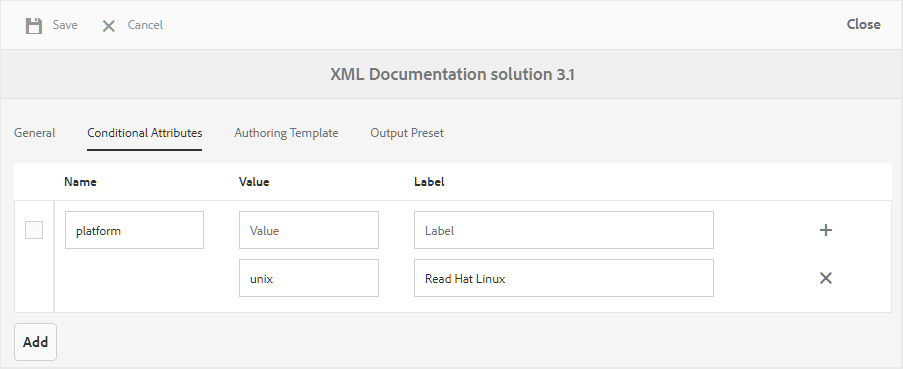 Save Cancel Close
XML Documentation solution 3.1
General Conditional Attributes Authoring Template Output Preset
Name Value Label
platform Value Label
unix Read Hat Linux
Add